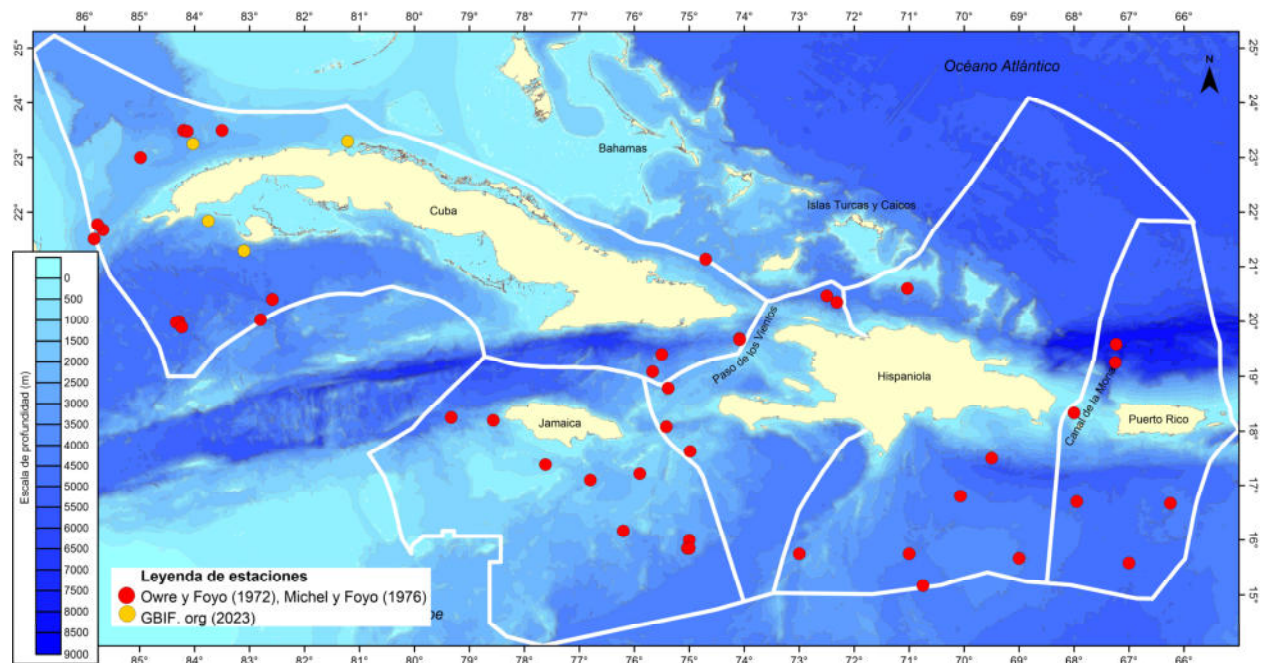 86° 85° 84° 83° 82° 81° 80° 79° 78° 77° 76° 75° 74° 73° 72° 71° 70° 69° 68° 67° 66°
25° 25°
Océano Atlántico
N
24° 24°
23° 23°
Bahamas
22° 22°
Cuba
Islas Turcas y Caicos
21° 21°
20° 20°
Paso de los Vientos
19° 19°
Hispaniola
Canal de la Mona
Puerto Rico
18° 18°
Jamaica
17° 17°
16° 16°
15° 15°
Escala de profundidad (m)
0
500
1000
1500
2000
2500
3000
3500
4000
4500
5000
5500
6000
6500
7000
7500
8000
8500
9000
Leyenda de estaciones
Owre y Foyo (1972), Michel y Foyo (1976)
GBIF. org (2023)
85° 84° 83° 82° 81° 80° 79° 78° 77° 76° 75° 74° 73° 72° 71° 70° 69° 68° 67° 66°